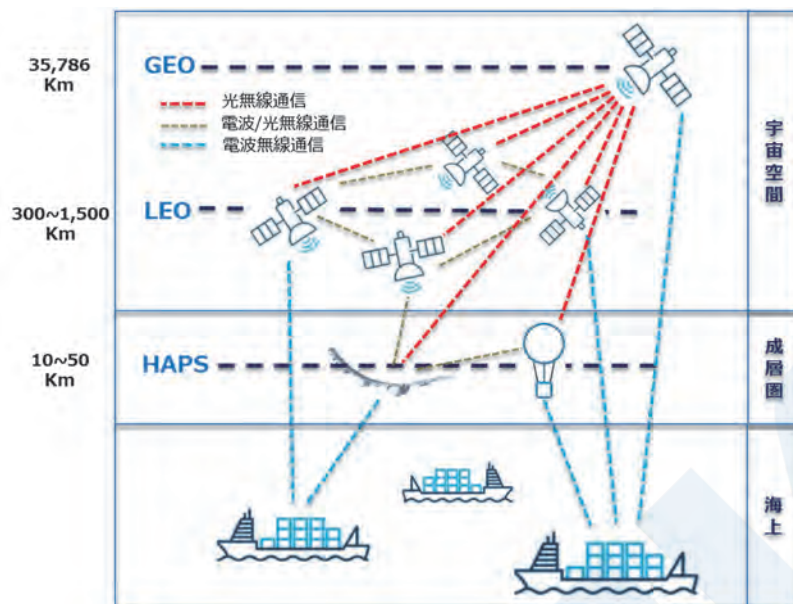 35,786
Km
GEO
光無線通信
電波/光無線通信
電波無線通信
宇宙空間
300~1,500
Km
LEO
10~50
Km
HAPS
成層圏
海上